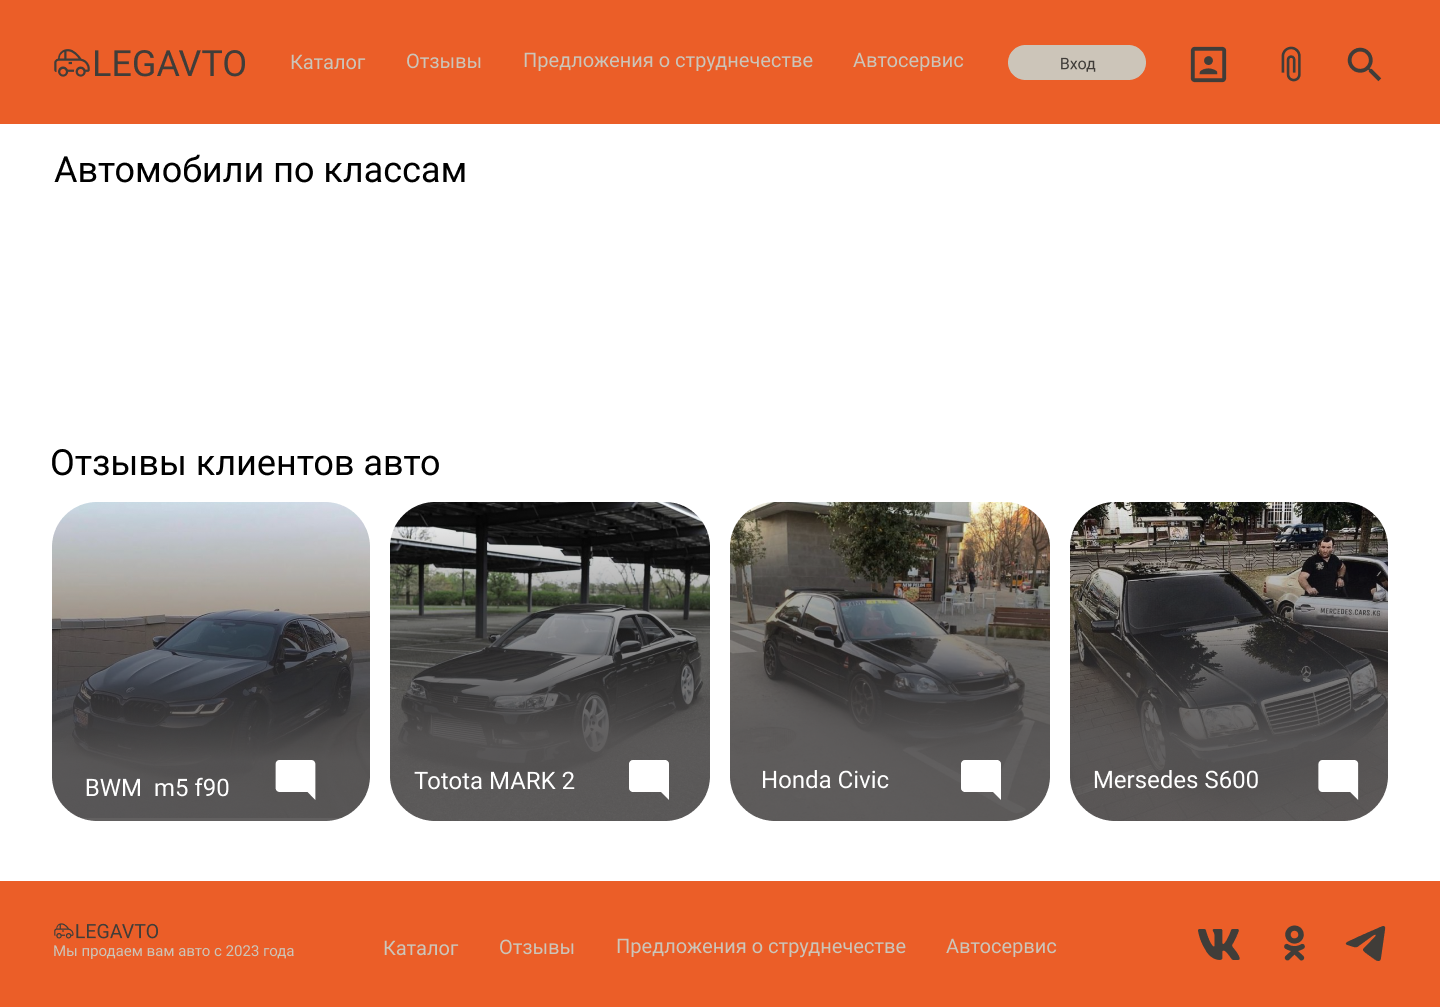 LEGAVTO
Каталог
Отзывы
Предложения о струднечестве
Автосервис
Вход
Автомобили по классам
Отзывы клиентов авто
MERCEDES.CARS.KG
BWM m5 f90
Totota MARK 2
Honda Civic
Mersedes S600
LEGAVTO
Мы продаем вам авто с 2023 года
Каталог
Отзывы
Предложения о струднечестве
Автосервис